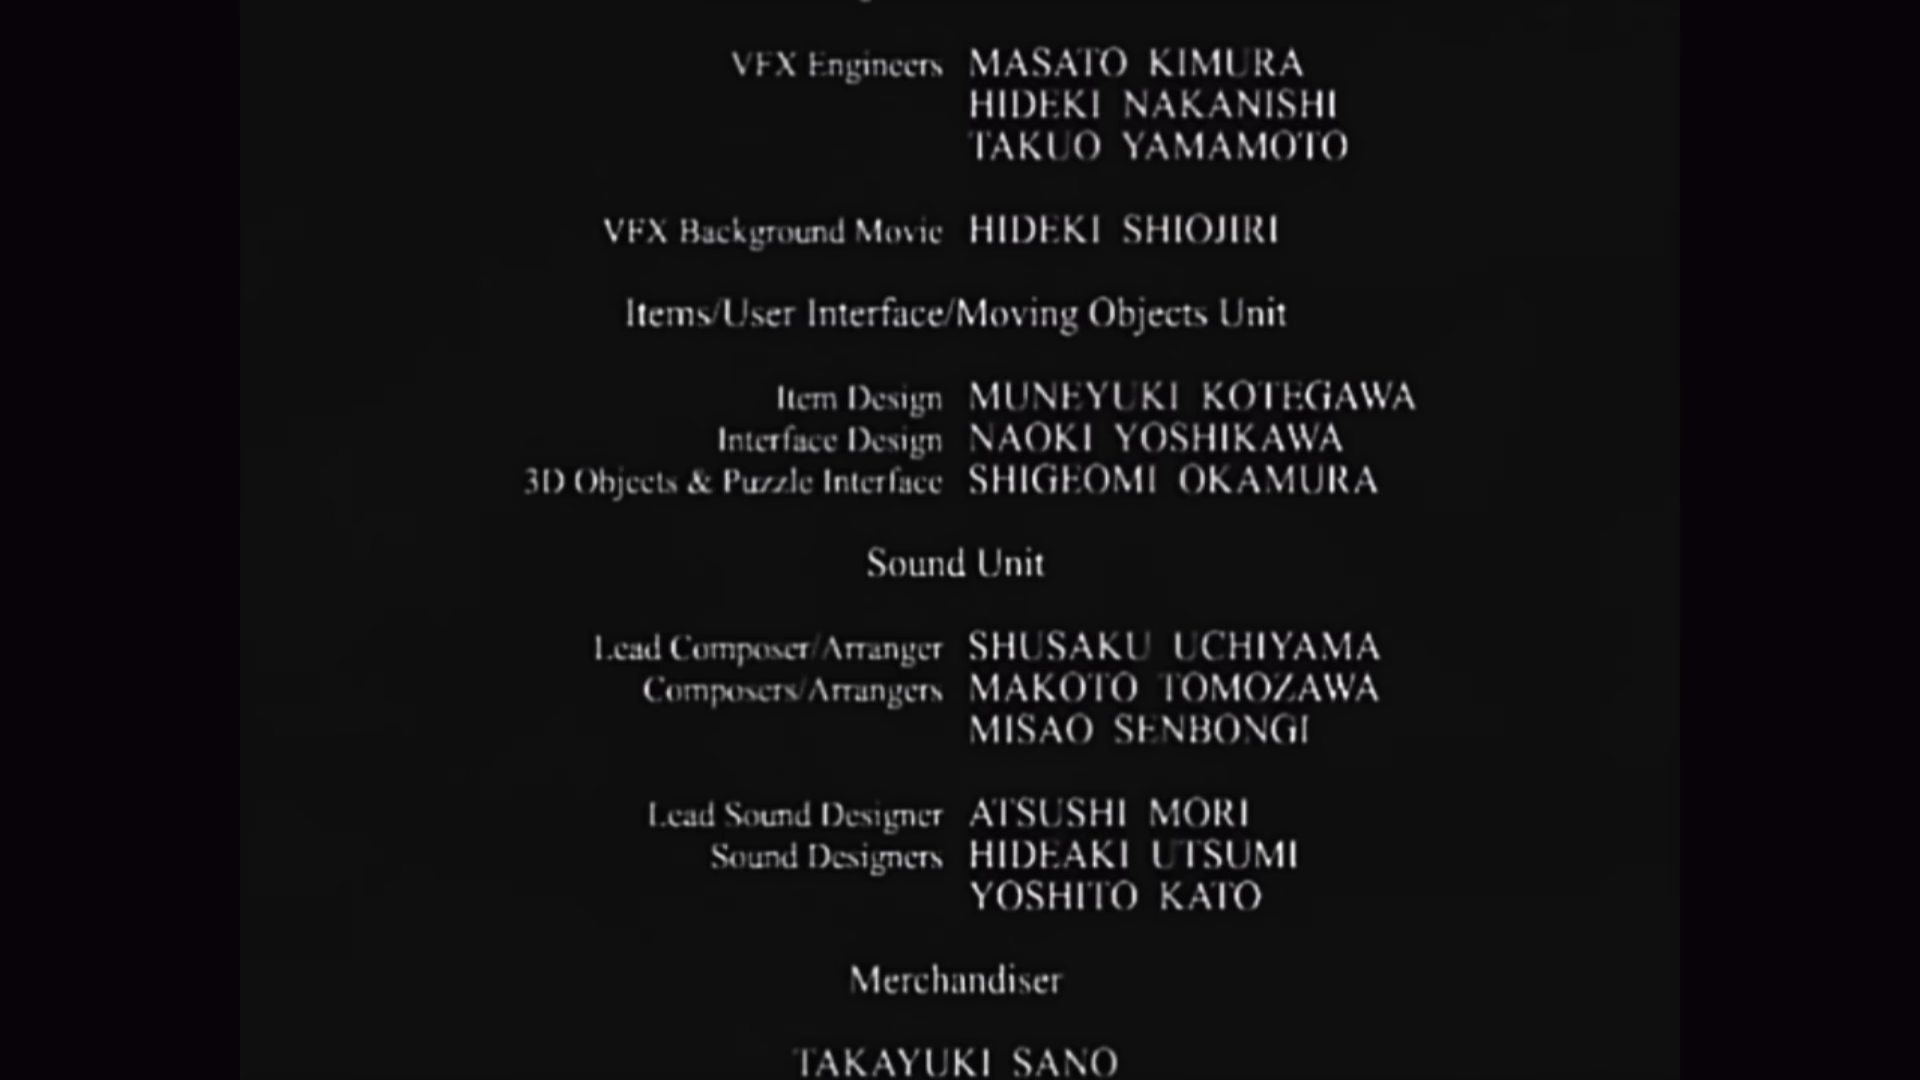 VFX Engineers MASATO KIMURA
HIDEKI NAKANISHI
TAKUO YAMAMOTO
VFX Background Movie HIDEKI SHIOJIRI
Items/User Interface/Moving Objects Unit
Item Design MUNEYUKI KOTEGAWA
Interface Design NAOKI YOSHIKAWA
3D Objects & Puzzle Interface SHIGEOMI OKAMURA
Sound Unit
Lead Composer/Arranger SHUSAKU UCHIYAMA
Composers/Arrangers MAKOTO TOMOZAWA
MISAO SENBONGI
Lead Sound Designer ATSUSHI MORI
Sound Designers HIDEAKI UTSUMI
YOSHITO KATO
Merchandiser
TAKAYUKI SANO